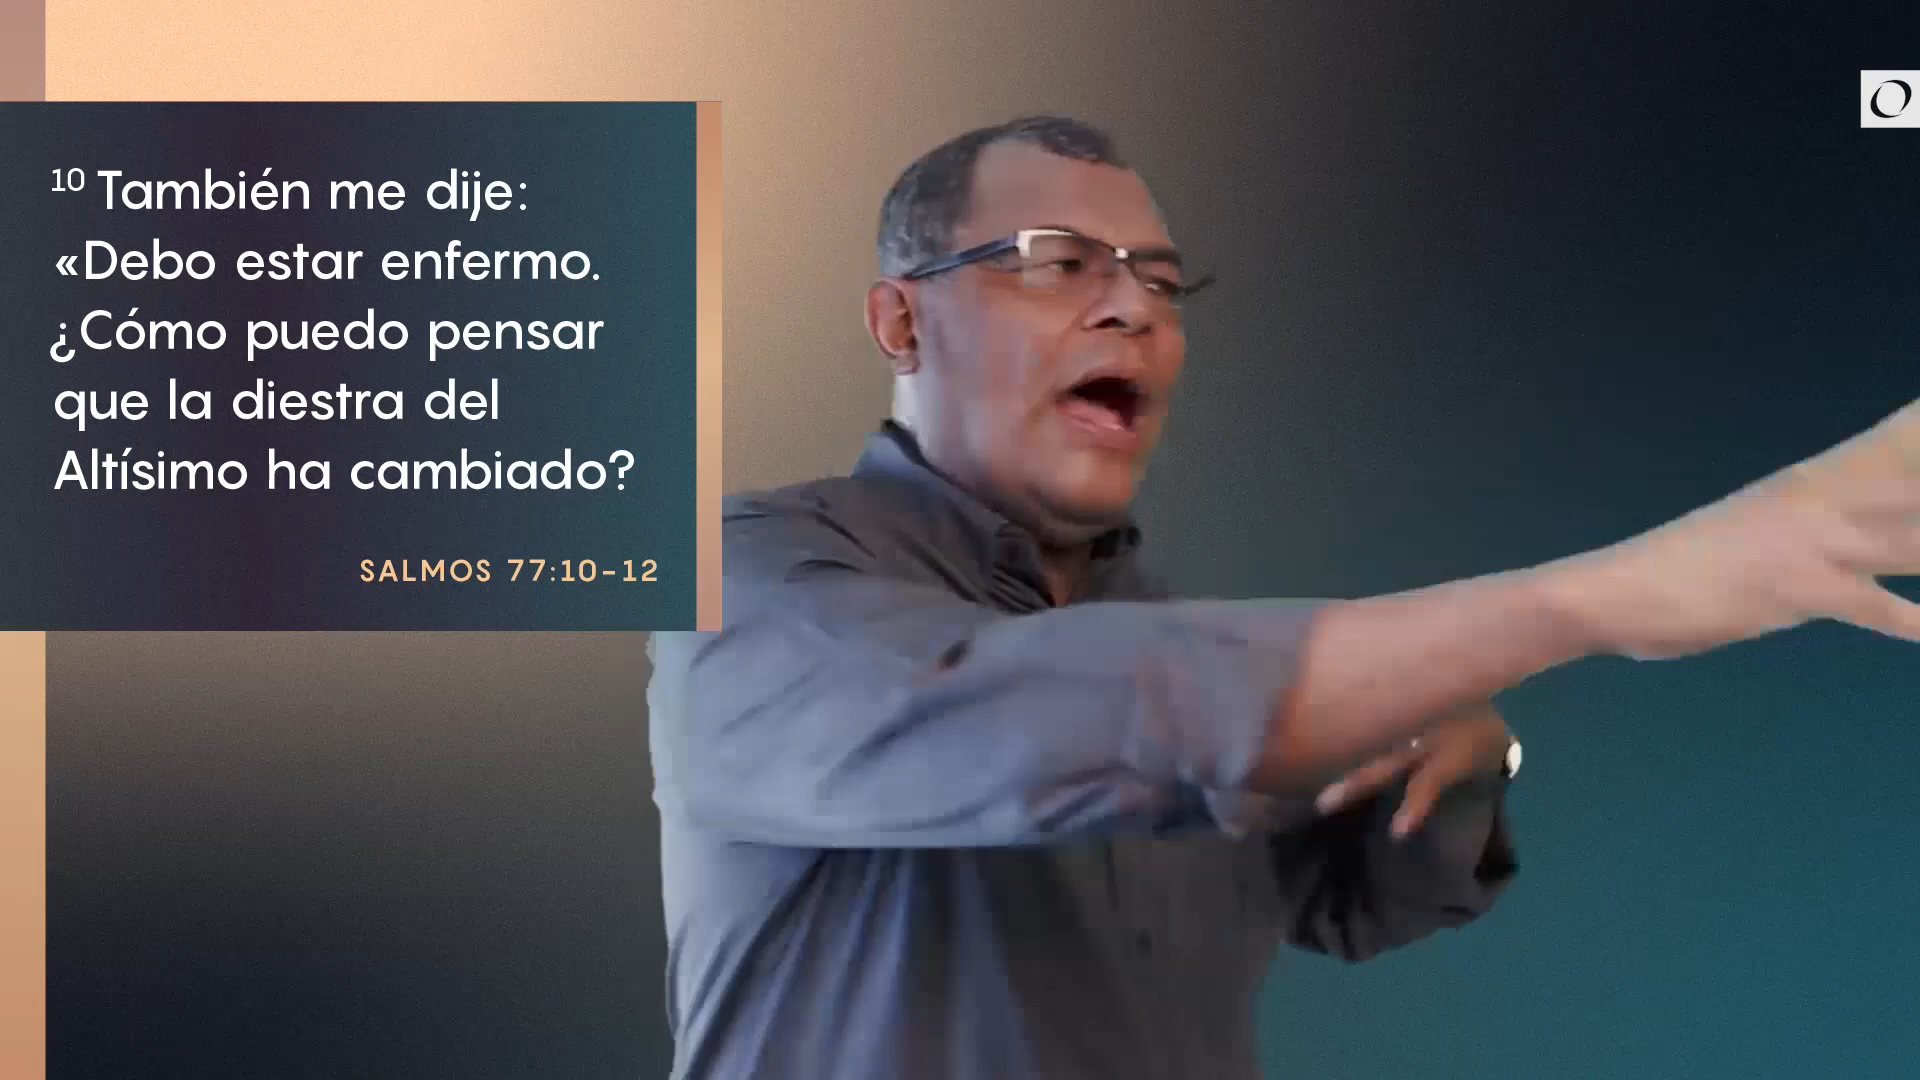 10 También me dije:
«Debo estar enfermo.
¿Cómo puedo pensar
que la diestra del
Altísimo ha cambiado?
SALMOS 77:10-12